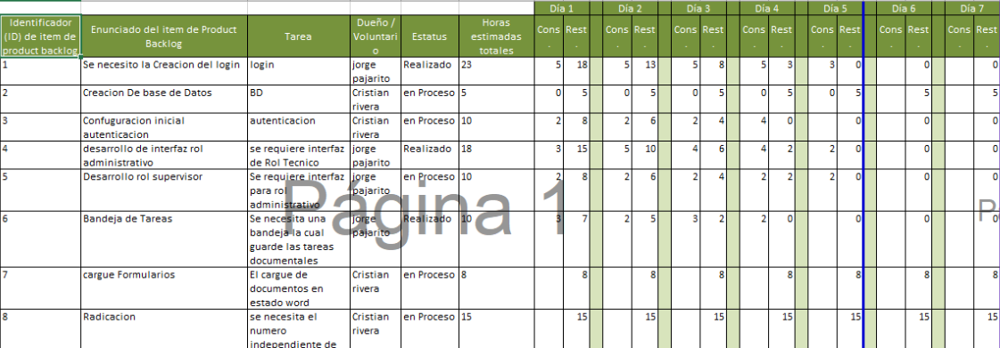 Día 1 Día 2 Día 3 Día 4 Día 5 Día 6 Día 7
Identificador (ID) de item de product backlog Enunciado del item de Product Backlog Tarea Dueño / Voluntario Estatus Horas estimadas totales Cons. Rest. Cons. Rest. Cons. Rest. Cons. Rest. Cons. Rest. Cons. Rest. Cons. Rest.
1 Se necesito la Creacion del login login jorge pajarito Realizado 23 5 18 5 13 5 8 5 3 3 0 0 0
2 Creacion De base de Datos BD Cristian rivera en Proceso 5 0 5 0 5 0 5 0 5 0 5 5 5
3 Confuguracion inicial autenticacion autenticacion Cristian rivera en Proceso 10 2 8 2 6 2 4 4 0 0 0 0
4 desarrollo de interfaz rol administrativo se requiere interfaz de Rol Tecnico jorge pajarito Realizado 18 3 15 5 10 4 6 4 2 2 0 0 0
5 Desarrollo rol supervisor Se requiere interfaz para rol administrativo jorge pajarito en Proceso 10 2 8 2 6 2 4 2 2 2 0 0 0
6 Bandeja de Tareas Se necesita una bandeja la cual guarde las tareas documentales jorge pajarito Realizado 10 3 7 2 5 3 2 2 0 0 0 0
7 cargue Formularios El cargue de documentos en estado word Cristian rivera en Proceso 8 8 8 8 8 8 8 8
8 Radicacion se necesita el numero independiente de Cristian rivera en Proceso 15 15 15 15 15 15 15 15
Página 1
P